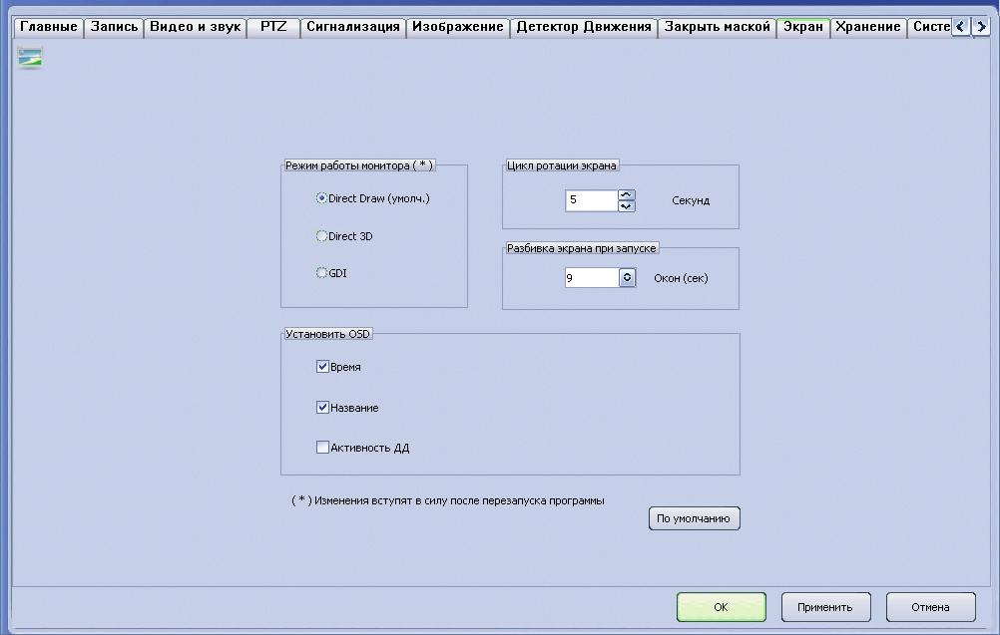 Главные Запись Видео и звук PTZ Сигнализация Изображение Детектор Движения Закрыть маской Экран Хранение Систе
Режим работы монитора ( * )
Direct Draw (умолч.)
Direct 3D
GDI
Цикл ротации экрана
5 Секунд
Разбивка экрана при запуске
9 Окон (сек)
Установить OSD
Время
Название
Активность ДД
( * ) Изменения вступят в силу после перезапуска программы
По умолчанию
OK Применить Отмена